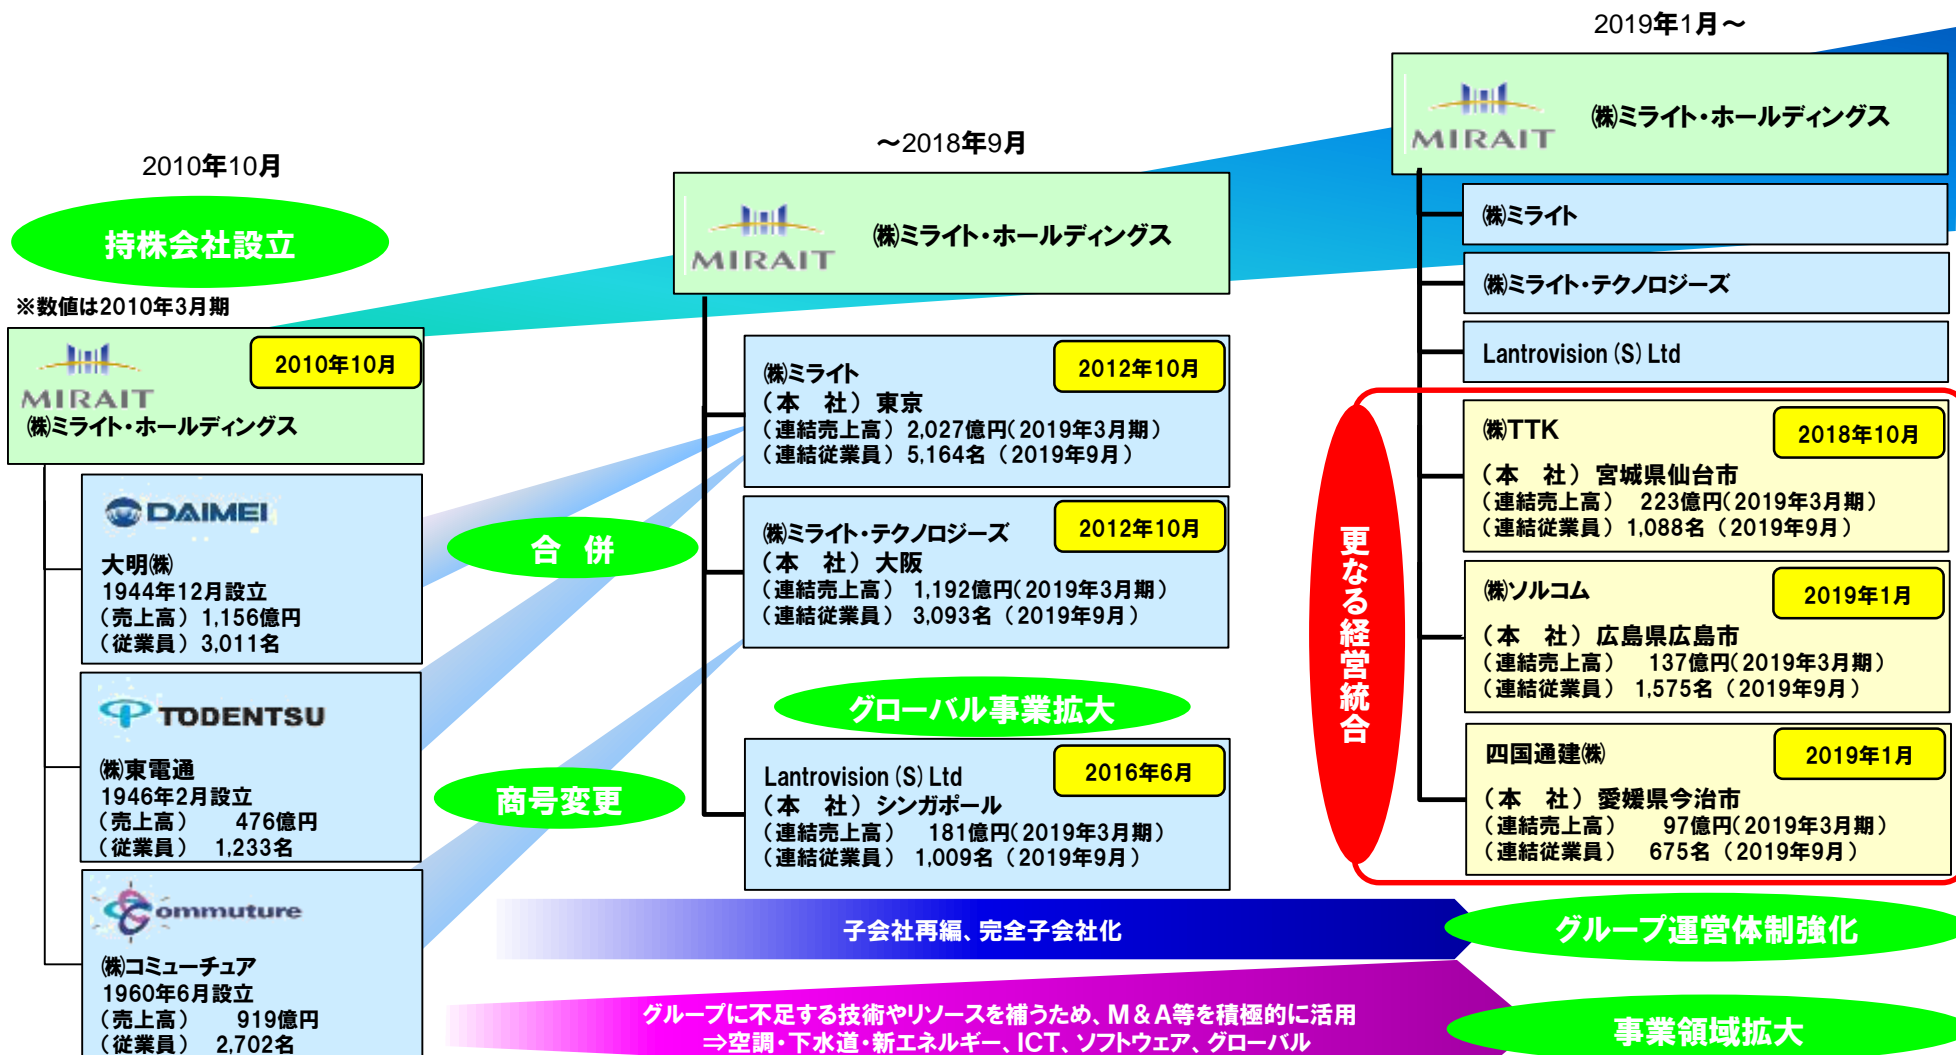 2010年10月
持株会社設立
※数値は2010年3月期
2010年10月
MIRAIT
㈱ミライト・ホールディングス
DAIMEI
大明㈱
1944年12月設立
(売上高) 1,156億円
(従業員) 3,011名
TODENTSU
㈱東電通
1946年2月設立
(売上高) 476億円
(従業員) 1,233名
Commuture
㈱コミューチュア
1960年6月設立
(売上高) 919億円
(従業員) 2,702名
合 併
商号変更
～2018年9月
MIRAIT
㈱ミライト・ホールディングス
㈱ミライト
2012年10月
(本 社) 東京
(連結売上高) 2,027億円(2019年3月期)
(連結従業員) 5,164名 (2019年9月)
㈱ミライト・テクノロジーズ
2012年10月
(本 社) 大阪
(連結売上高) 1,192億円(2019年3月期)
(連結従業員) 3,093名 (2019年9月)
グローバル事業拡大
Lantrovision (S) Ltd
2016年6月
(本 社) シンガポール
(連結売上高) 181億円(2019年3月期)
(連結従業員) 1,009名 (2019年9月)
2019年1月～
MIRAIT
㈱ミライト・ホールディングス
㈱ミライト
㈱ミライト・テクノロジーズ
Lantrovision (S) Ltd
更なる経営統合
㈱TTK
2018年10月
(本 社) 宮城県仙台市
(連結売上高) 223億円(2019年3月期)
(連結従業員) 1,088名 (2019年9月)
㈱ソルコム
2019年1月
(本 社) 広島県広島市
(連結売上高) 137億円(2019年3月期)
(連結従業員) 1,575名 (2019年9月)
四国通建㈱
2019年1月
(本 社) 愛媛県今治市
(連結売上高) 97億円(2019年3月期)
(連結従業員) 675名 (2019年9月)
子会社再編、完全子会社化
グループ運営体制強化
グループに不足する技術やリソースを補うため、M&A等を積極的に活用
⇒空調・下水道・新エネルギー、ICT、ソフトウェア、グローバル
事業領域拡大